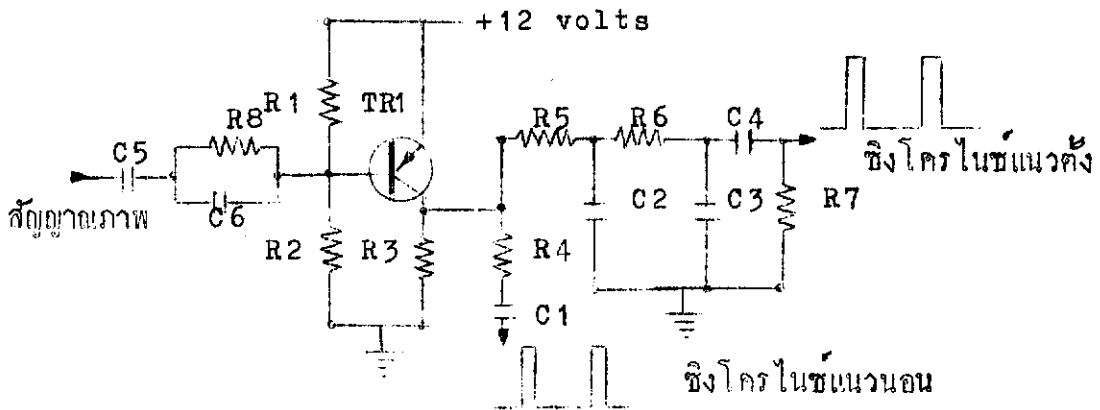 +12 volts
R1
TR1
R8
R5
R6
C4
C5
ซิงโครไนซ์แนวตั้ง
สัญญาณภาพ
C6
C2
C3
R7
R2
R3
R4
C1
ซิงโครไนซ์แนวนอน